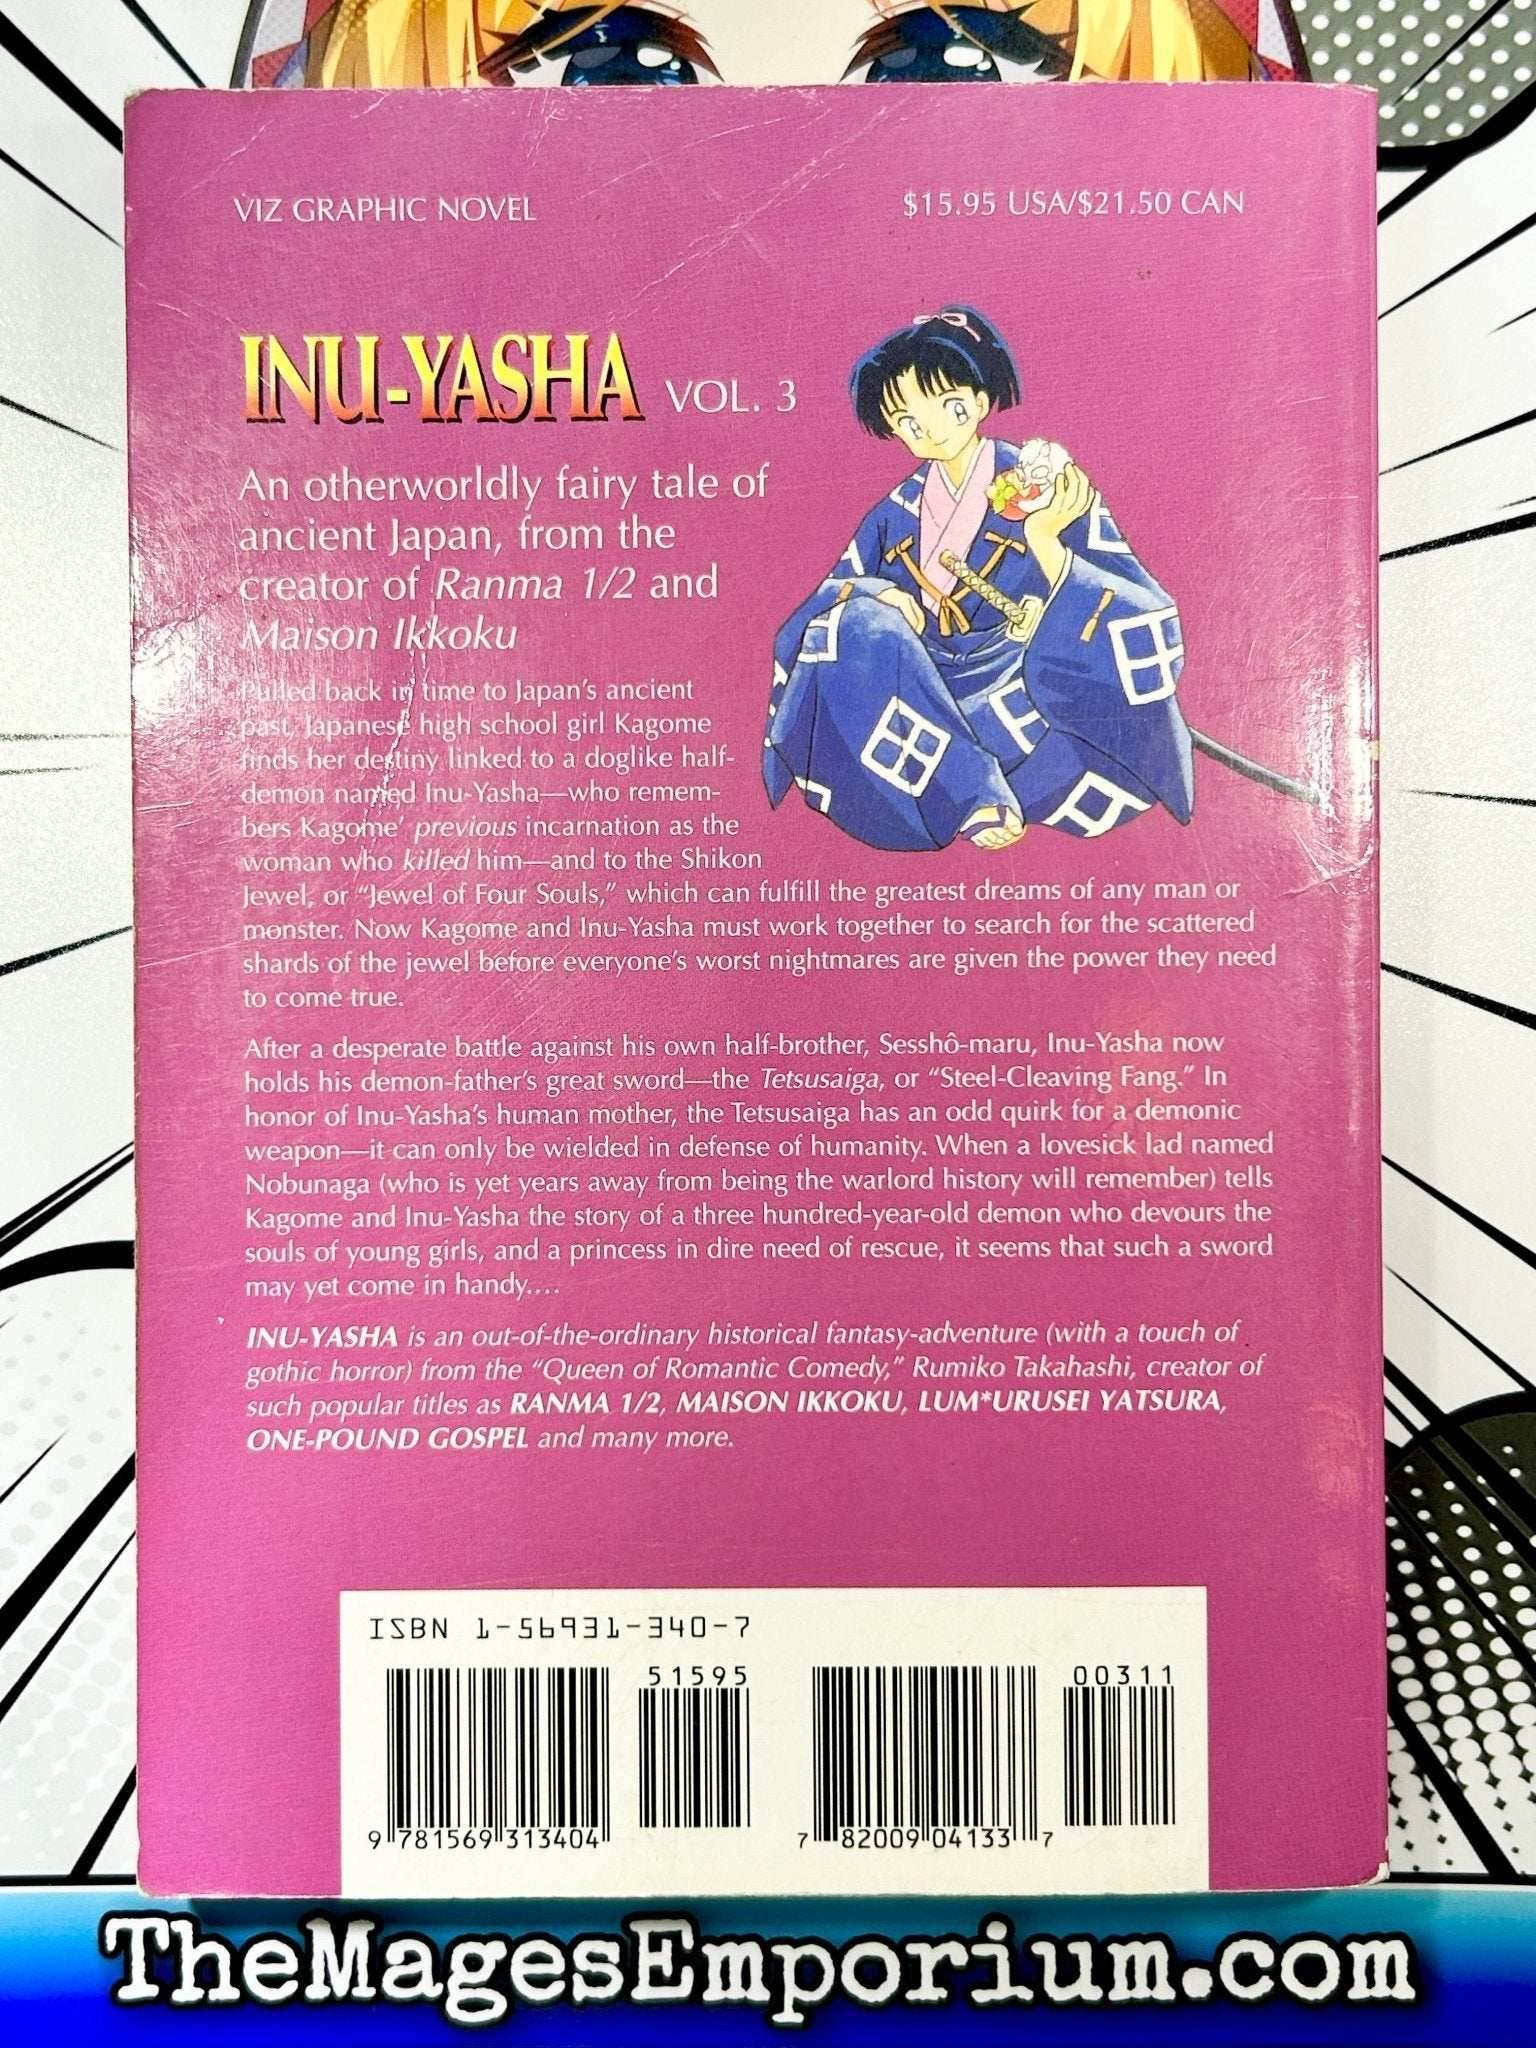 VIZ GRAPHIC NOVEL
$15.95 USA/$21.50 CAN
INU-YASHA VOL. 3
An otherworldly fairy tale of
ancient Japan, from the
creator of Ranma 1/2 and
Maison Ikkoku
Pulled back in time to Japan's ancient
past, Japanese high school girl Kagome
finds her destiny linked to a doglike half-
demon named Inu-Yasha—who remem-
bers Kagome' previous incarnation as the
woman who killed him—and to the Shikon
Jewel, or "Jewel of Four Souls," which can fulfill the greatest dreams of any man or
monster. Now Kagome and Inu-Yasha must work together to search for the scattered
shards of the jewel before everyone's worst nightmares are given the power they need
to come true.
After a desperate battle against his own half-brother, Sesshô-maru, Inu-Yasha now
holds his demon-father's great sword—the Tetsusaiga, or "Steel-Cleaving Fang." In
honor of Inu-Yasha's human mother, the Tetsusaiga has an odd quirk for a demonic
weapon—it can only be wielded in defense of humanity. When a lovesick lad named
Nobunaga (who is yet years away from being the warlord history will remember) tells
Kagome and Inu-Yasha the story of a three hundred-year-old demon who devours the
souls of young girls, and a princess in dire need of rescue, it seems that such a sword
may yet come in handy....
INU-YASHA is an out-of-the-ordinary historical fantasy-adventure (with a touch of
gothic horror) from the "Queen of Romantic Comedy," Rumiko Takahashi, creator of
such popular titles as RANMA 1/2, MAISON IKKOKU, LUM*URUSEI YATSURA,
ONE-POUND GOSPEL and many more.
ISBN 1-56931-340-7
51595
00311
9 781569 313404
7 82009 04133 7
TheMagesEmporium.com